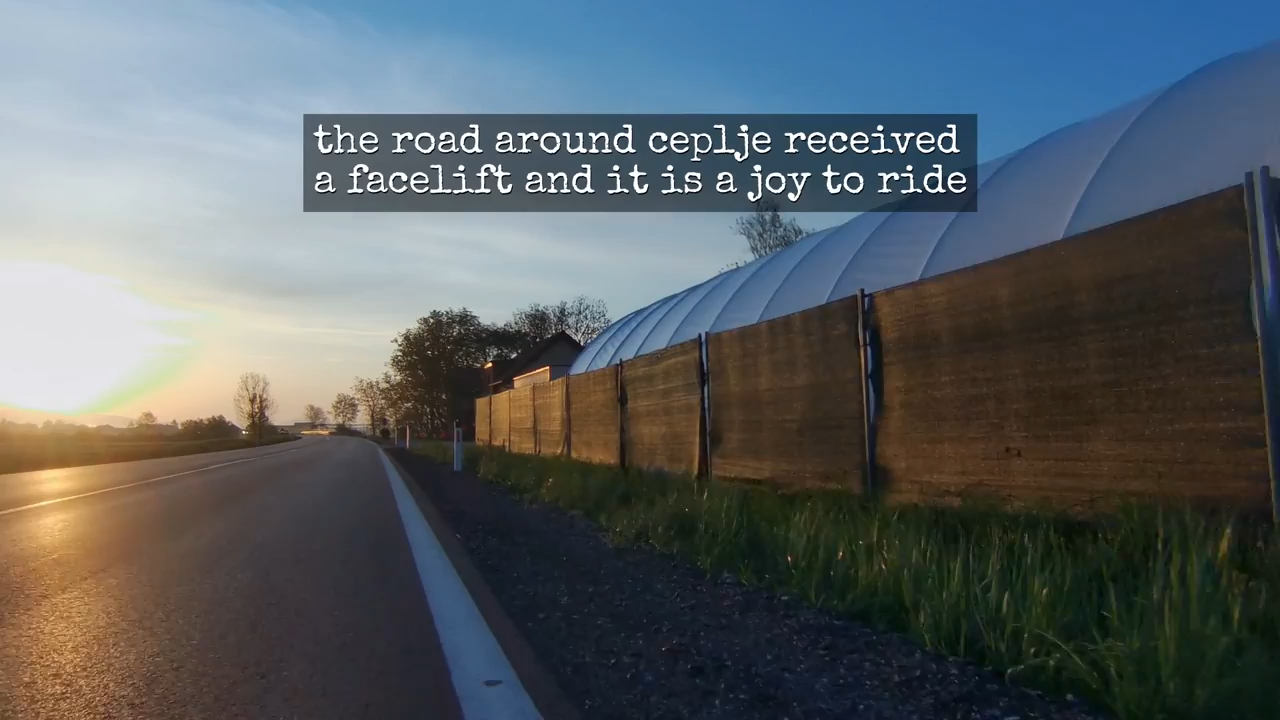 the road around ceplje received
a facelift and it is a joy to ride